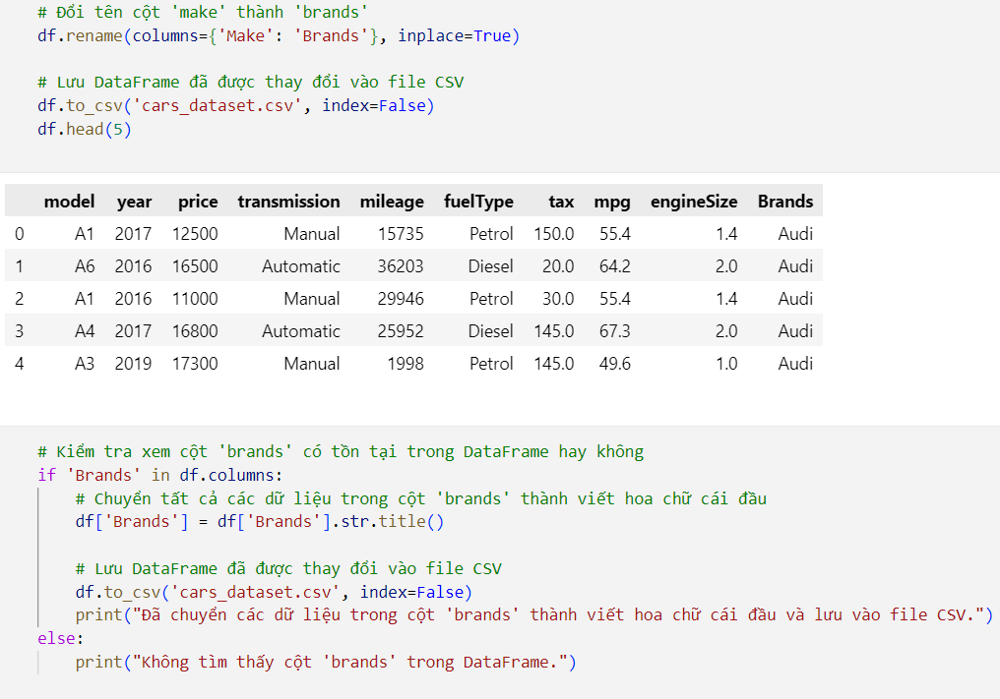 # Đổi tên cột 'make' thành 'brands'
df.rename(columns={'Make': 'Brands'}, inplace=True)
# Lưu DataFrame đã được thay đổi vào file CSV
df.to_csv('cars_dataset.csv', index=False)
df.head(5)
model year price transmission mileage fuelType tax mpg engineSize Brands
0 A1 2017 12500 Manual 15735 Petrol 150.0 55.4 1.4 Audi
1 A6 2016 16500 Automatic 36203 Diesel 20.0 64.2 2.0 Audi
2 A1 2016 11000 Manual 29946 Petrol 30.0 55.4 1.4 Audi
3 A4 2017 16800 Automatic 25952 Diesel 145.0 67.3 2.0 Audi
4 A3 2019 17300 Manual 1998 Petrol 145.0 49.6 1.0 Audi
# Kiểm tra xem cột 'brands' có tồn tại trong DataFrame hay không
if 'Brands' in df.columns:
# Chuyển tất cả các dữ liệu trong cột 'brands' thành viết hoa chữ cái đầu
df['Brands'] = df['Brands'].str.title()
# Lưu DataFrame đã được thay đổi vào file CSV
df.to_csv('cars_dataset.csv', index=False)
print("Đã chuyển các dữ liệu trong cột 'brands' thành viết hoa chữ cái đầu và lưu vào file CSV.")
else:
print("Không tìm thấy cột 'brands' trong DataFrame.")